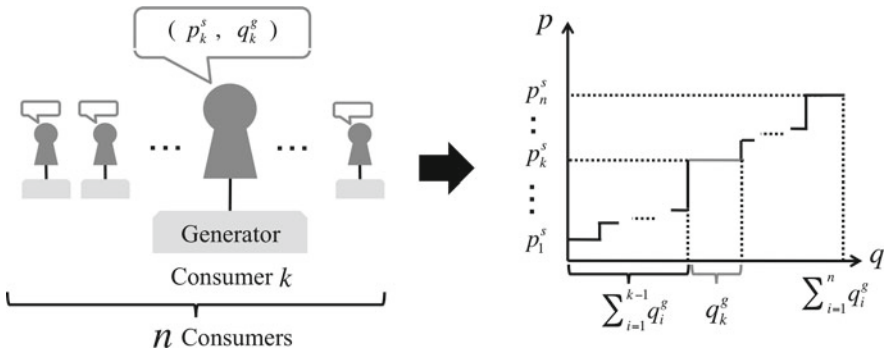 ( p_k^s , q_k^g )
... ...
Generator
Consumer k
n Consumers
p
p_n^s
...
p_k^s
...
p_1^s
q
∑_{i=1}^{k-1} q_i^g
q_k^g
∑_{i=1}^{n} q_i^g